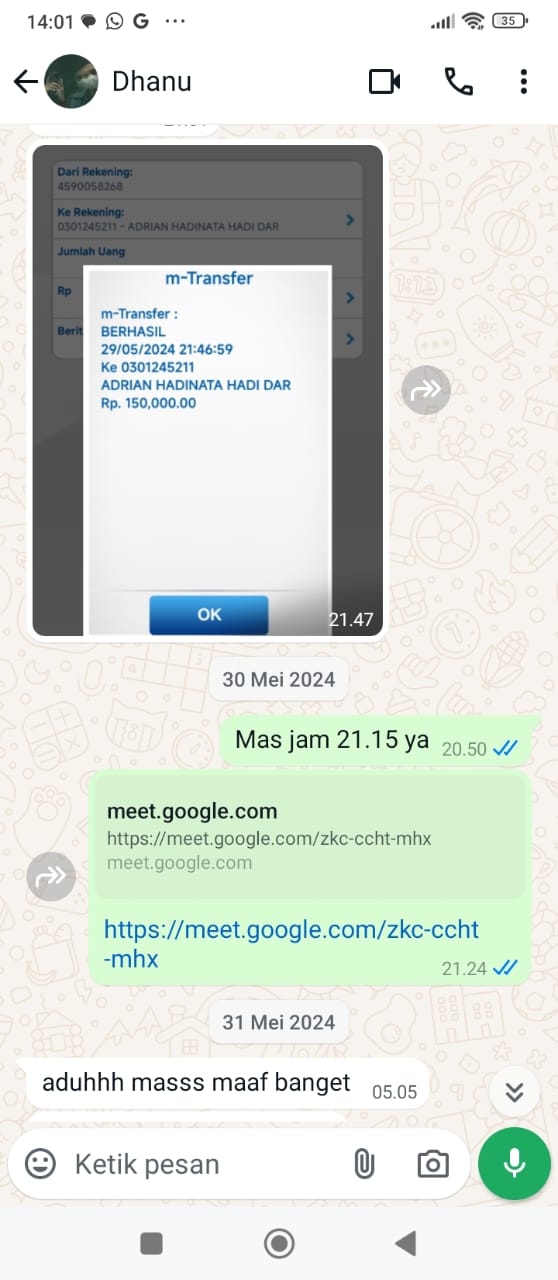 14:01 G ... 35
Dhanu
Dari Rekening:
4590058268
Ke Rekening:
0301245211 - ADRIAN HADINATA HADI DAR
Jumlah Uang
Rp
Berit
m-Transfer
m-Transfer :
BERHASIL
29/05/2024 21:46:59
Ke 0301245211
ADRIAN HADINATA HADI DAR
Rp. 150,000.00
OK
21.47
30 Mei 2024
Mas jam 21.15 ya 20.50
meet.google.com
https://meet.google.com/zkc-ccht-mhx
meet.google.com
https://meet.google.com/zkc-ccht
-mhx
21.24
31 Mei 2024
aduhhh masss maaf banget 05.05
Ketik pesan